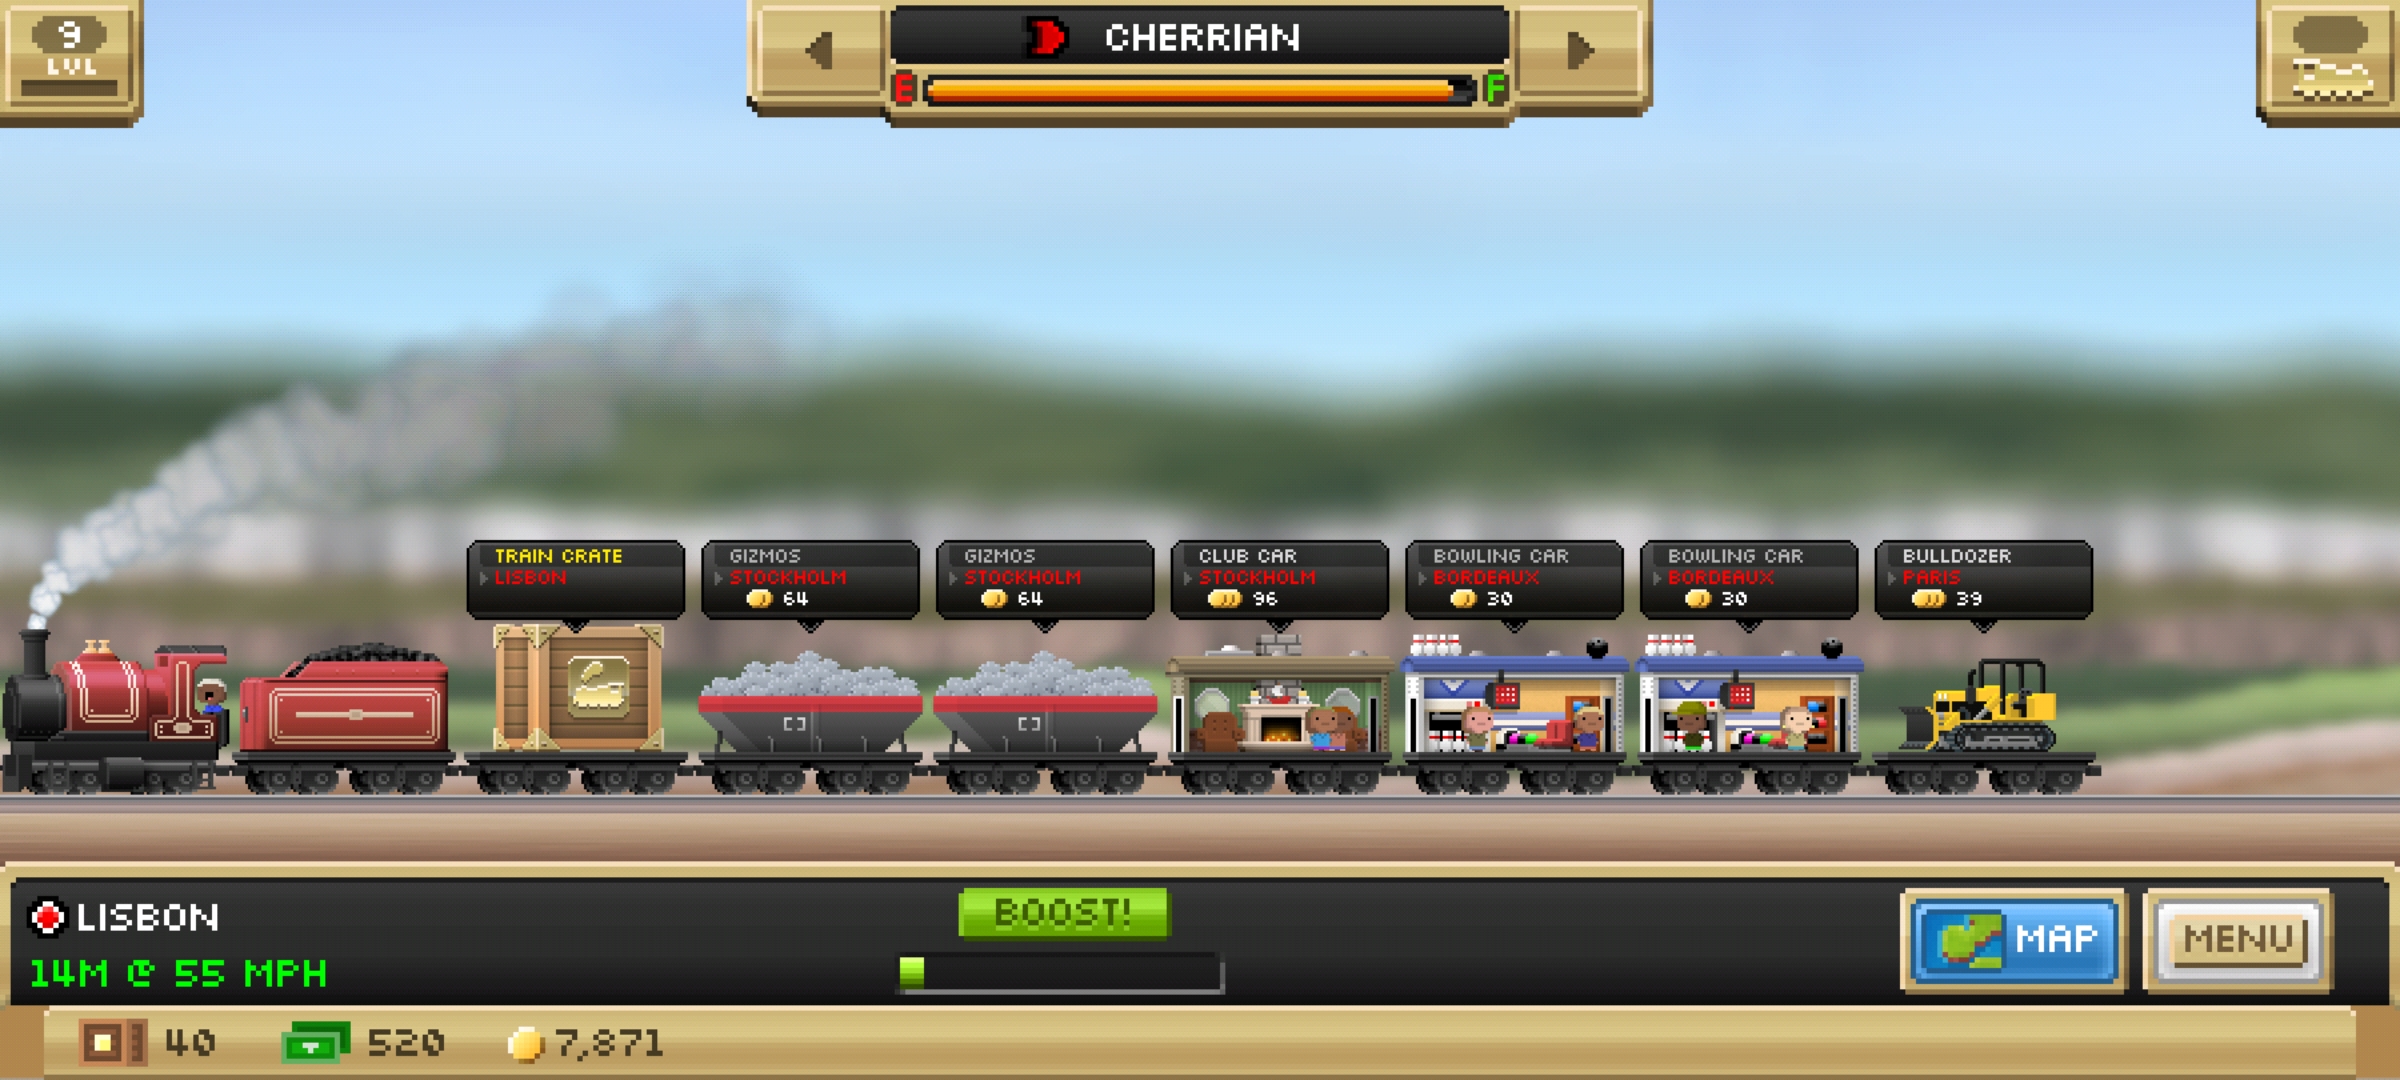 9
LVL
CHERRIAN
E F
TRAIN CRATE
LISBON
GIZMOS
STOCKHOLM
64
GIZMOS
STOCKHOLM
64
CLUB CAR
STOCKHOLM
96
BOWLING CAR
BORDEAUX
30
BOWLING CAR
BORDEAUX
30
BULLDOZER
PARIS
39
LISBON
14M @ 55 MPH
BOOST!
MAP
MENU
40
520
7,871